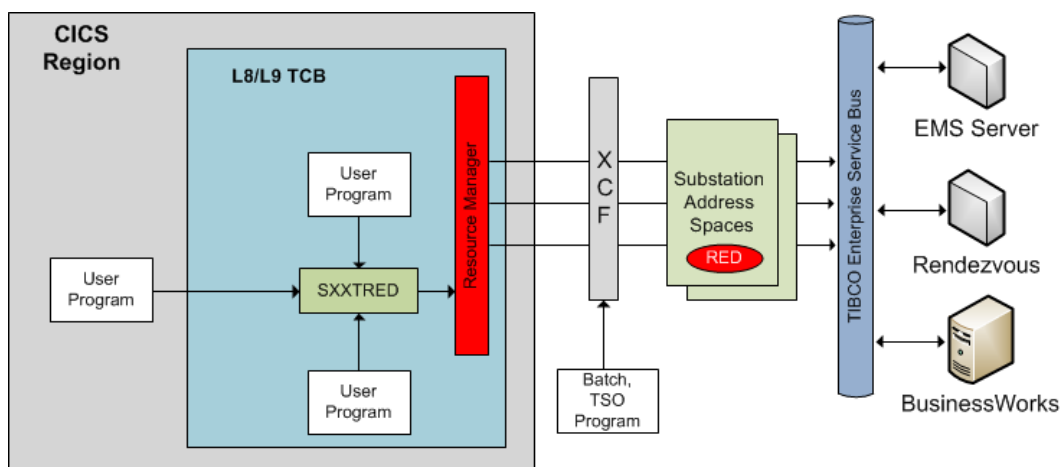 CICS
Region
L8/L9 TCB
User
Program
User
Program
SXXTRED
User
Program
Resource Manager
X
C
F
Batch,
TSO
Program
Substation
Address
Spaces
RED
TIBCO Enterprise Service Bus
EMS Server
Rendezvous
BusinessWorks